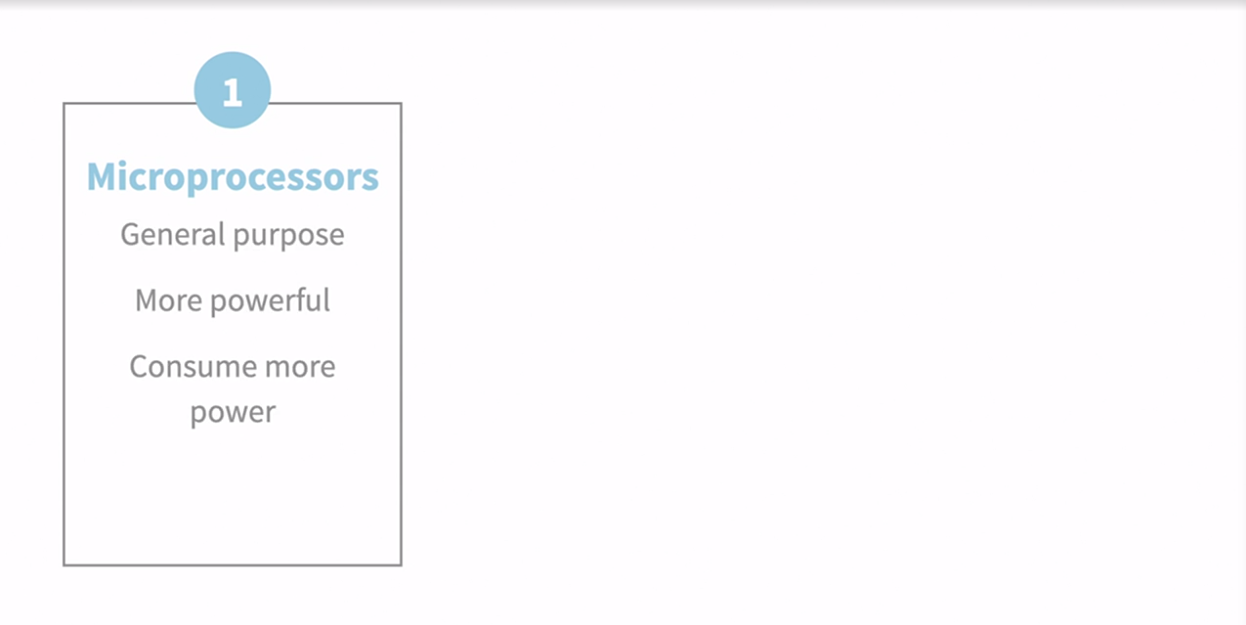 1
Microprocessors
General purpose
More powerful
Consume more
power